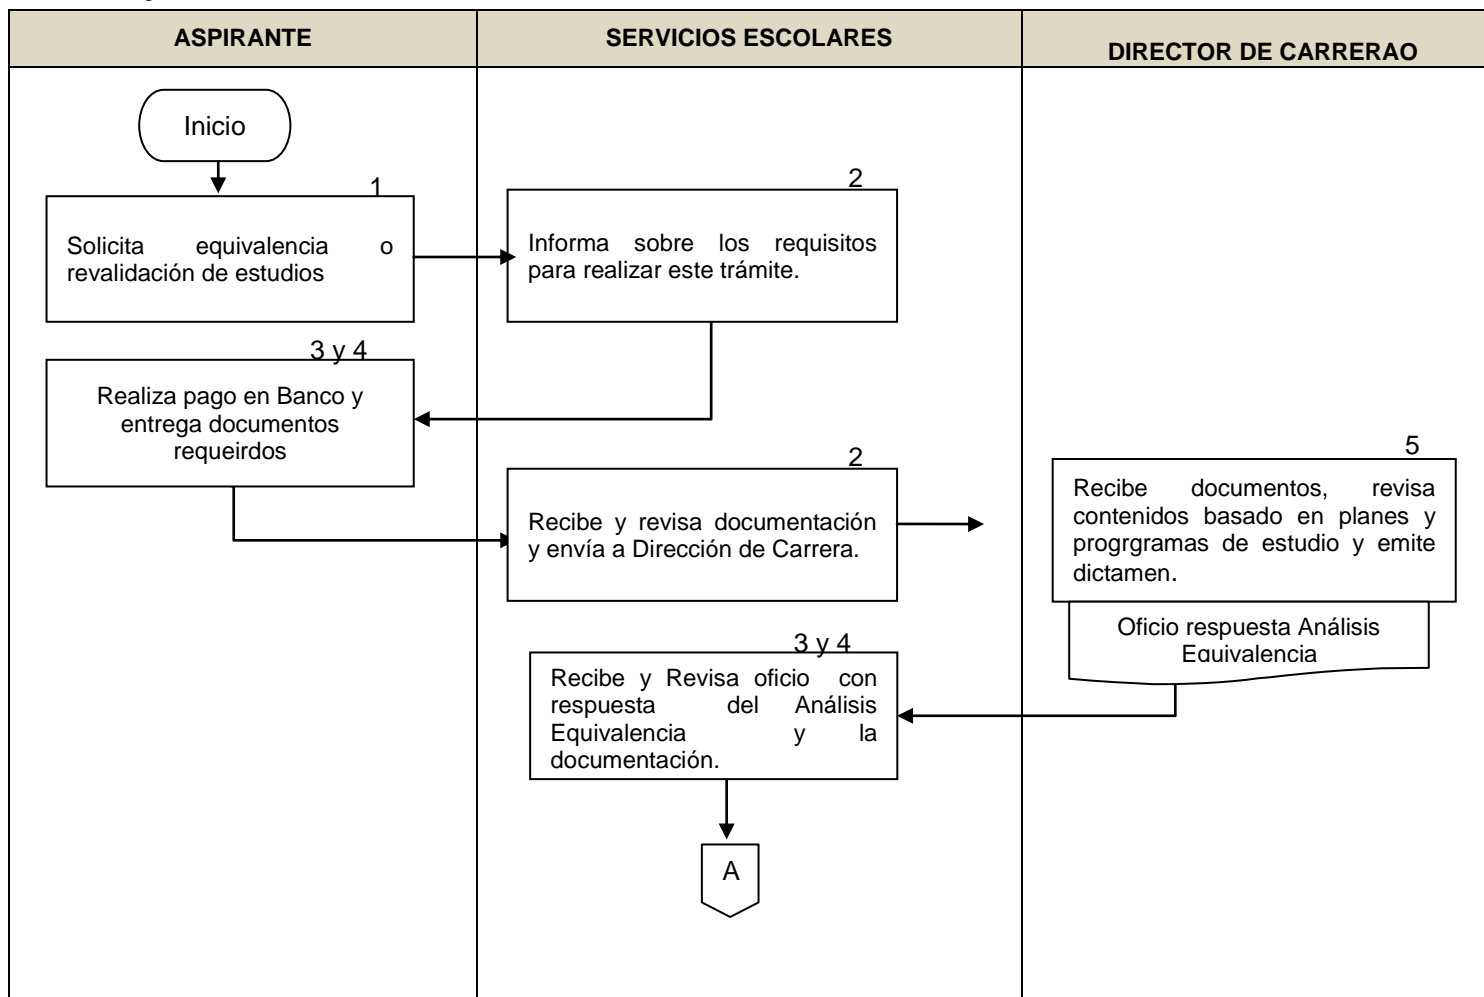 ASPIRANTE
SERVICIOS ESCOLARES
DIRECTOR DE CARRERAO
Inicio
1
Solicita equivalencia o
revalidación de estudios
2
Informa sobre los requisitos
para realizar este trámite.
3 y 4
Realiza pago en Banco y
entrega documentos
requeirdos
2
Recibe y revisa documentación
y envía a Dirección de Carrera.
5
Recibe documentos, revisa
contenidos basado en planes y
progrgramas de estudio y emite
dictamen.
Oficio respuesta Análisis
Equivalencia
3 y 4
Recibe y Revisa oficio con
respuesta del Análisis
Equivalencia y la
documentación.
A